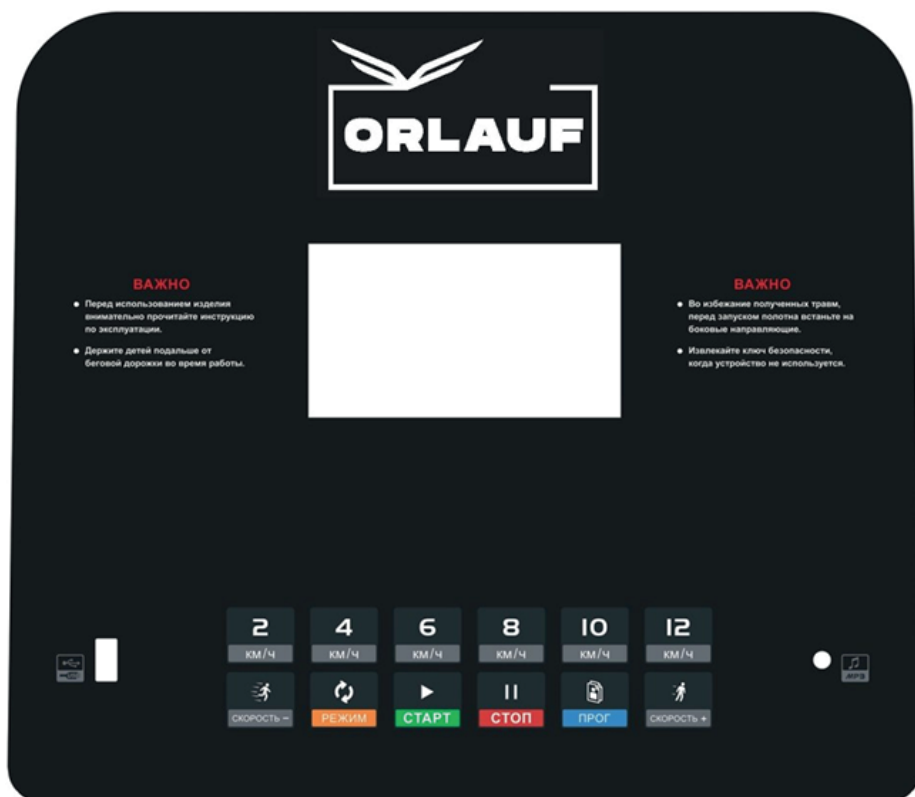 ORLAUF
ВАЖНО
Перед использованием изделия
внимательно прочитайте инструкцию
по эксплуатации.
Держите детей подальше от
беговой дорожки во время работы.
ВАЖНО
Во избежание полученных травм,
перед запуском полотна встаньте на
боковые направляющие.
Извлекайте ключ безопасности,
когда устройство не используется.
2 4 6 8 10 12
КМ/Ч КМ/Ч КМ/Ч КМ/Ч КМ/Ч КМ/Ч
СКОРОСТЬ – РЕЖИМ СТАРТ СТОП ПРОГ СКОРОСТЬ +
MP3